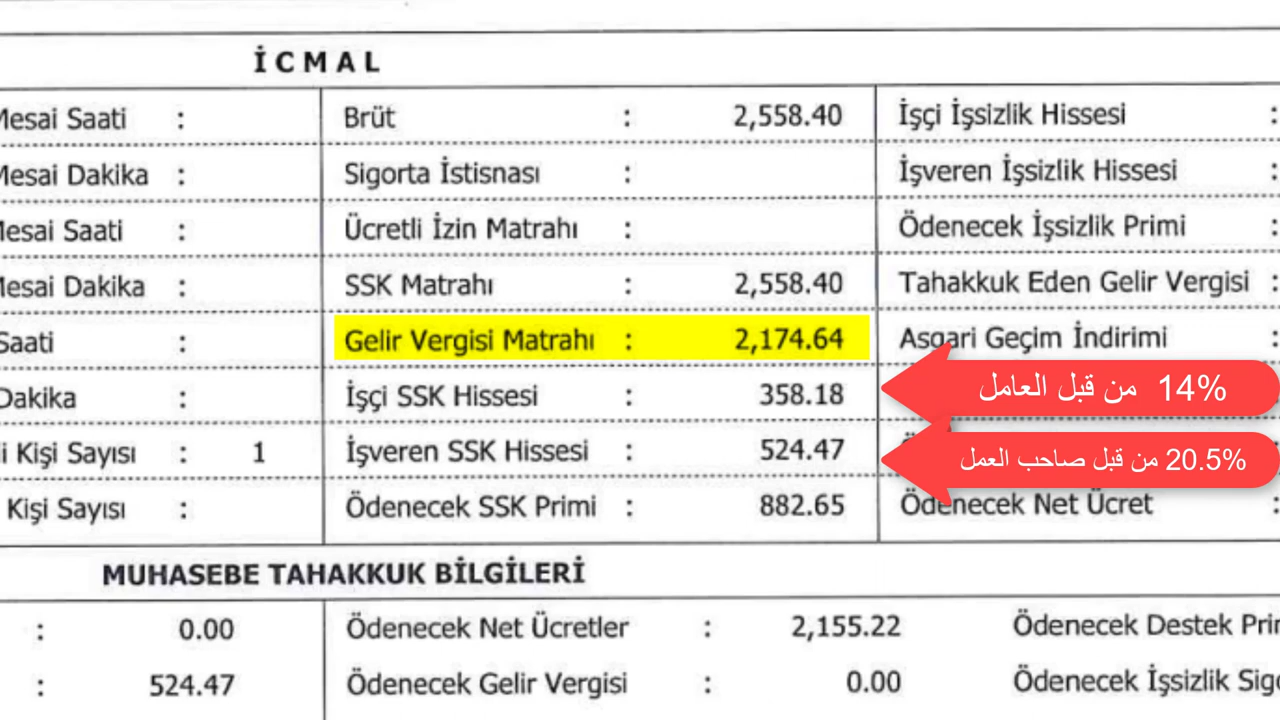 İCMAL
Mesai Saati : Brüt : 2,558.40 İşçi İşsizlik Hissesi :
Mesai Dakika : Sigorta İstisnası : İşveren İşsizlik Hissesi :
Mesai Saati : Ücretli İzin Matrahı : Ödenecek İşsizlik Primi :
Mesai Dakika : SSK Matrahı : 2,558.40 Tahakkuk Eden Gelir Vergisi :
Saati : Gelir Vergisi Matrahı : 2,174.64 Asgari Geçim İndirimi :
Dakika : İşçi SSK Hissesi : 358.18
14% من قبل العامل
i Kişi Sayısı : 1 İşveren SSK Hissesi : 524.47
20.5% من قبل صاحب العمل
Kişi Sayısı : Ödenecek SSK Primi : 882.65 Ödenecek Net Ücret :
MUHASEBE TAHAKKUK BİLGİLERİ
: 0.00 Ödenecek Net Ücretler : 2,155.22 Ödenecek Destek
: 524.47 Ödenecek Gelir Vergisi : 0.00 Ödenecek İşsizlik